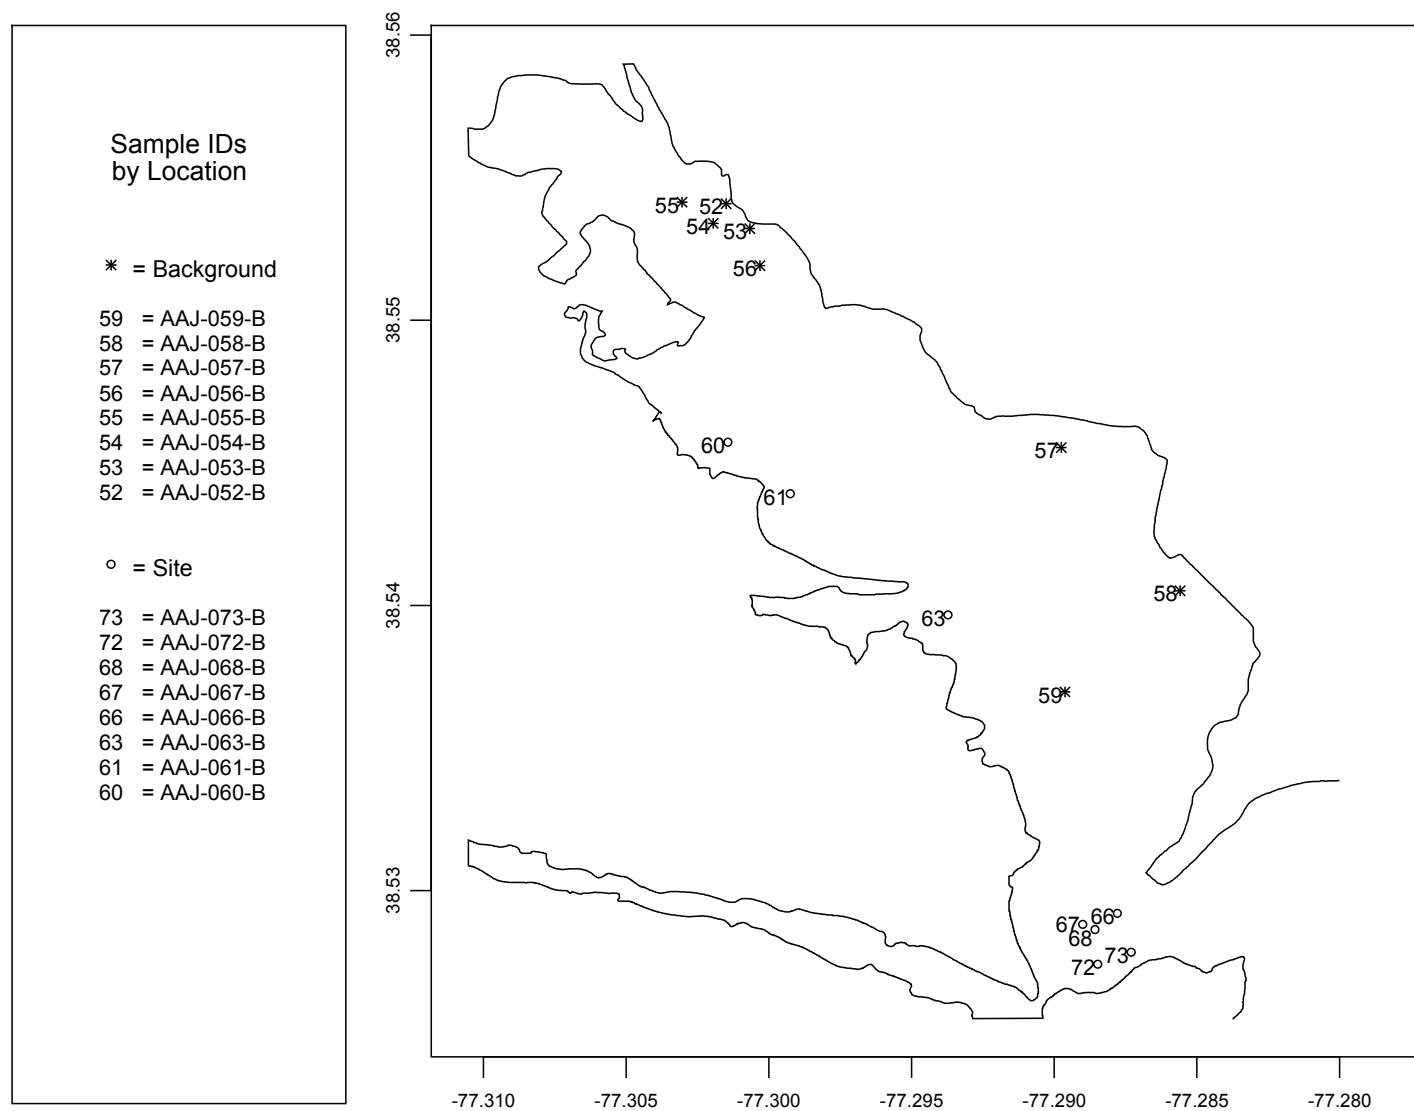 Sample IDs
by Location
* = Background
59 = AAJ-059-B
58 = AAJ-058-B
57 = AAJ-057-B
56 = AAJ-056-B
55 = AAJ-055-B
54 = AAJ-054-B
53 = AAJ-053-B
52 = AAJ-052-B
o = Site
73 = AAJ-073-B
72 = AAJ-072-B
68 = AAJ-068-B
67 = AAJ-067-B
66 = AAJ-066-B
63 = AAJ-063-B
61 = AAJ-061-B
60 = AAJ-060-B
38.56
38.55
38.54
38.53
55
52
54
53
56
60
57
61
58
63
59
66
67
68
73
72
-77.310
-77.305
-77.300
-77.295
-77.290
-77.285
-77.280